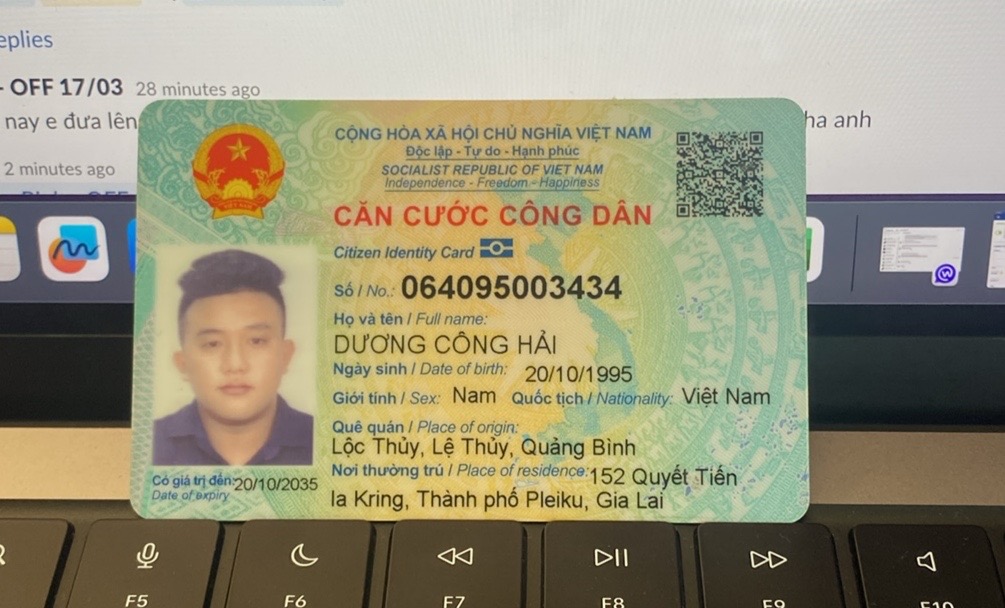 eplies
- OFF 17/03 28 minutes ago
nay e đưa lên
ha anh
2 minutes ago
CỘNG HÒA XÃ HỘI CHỦ NGHĨA VIỆT NAM
Độc lập - Tự do - Hạnh phúc
SOCIALIST REPUBLIC OF VIET NAM
Independence - Freedom - Happiness
CĂN CƯỚC CÔNG DÂN
Citizen Identity Card
Số / No.: 064095003434
Họ và tên / Full name:
DƯƠNG CÔNG HẢI
Ngày sinh / Date of birth: 20/10/1995
Giới tính / Sex: Nam Quốc tịch / Nationality: Việt Nam
Quê quán / Place of origin:
Lộc Thủy, Lệ Thủy, Quảng Bình
Nơi thường trú / Place of residence: 152 Quyết Tiến
Ia Kring, Thành phố Pleiku, Gia Lai
Có giá trị đến: 20/10/2035
Date of expiry
F5 F6 F7 F8 F9 F10